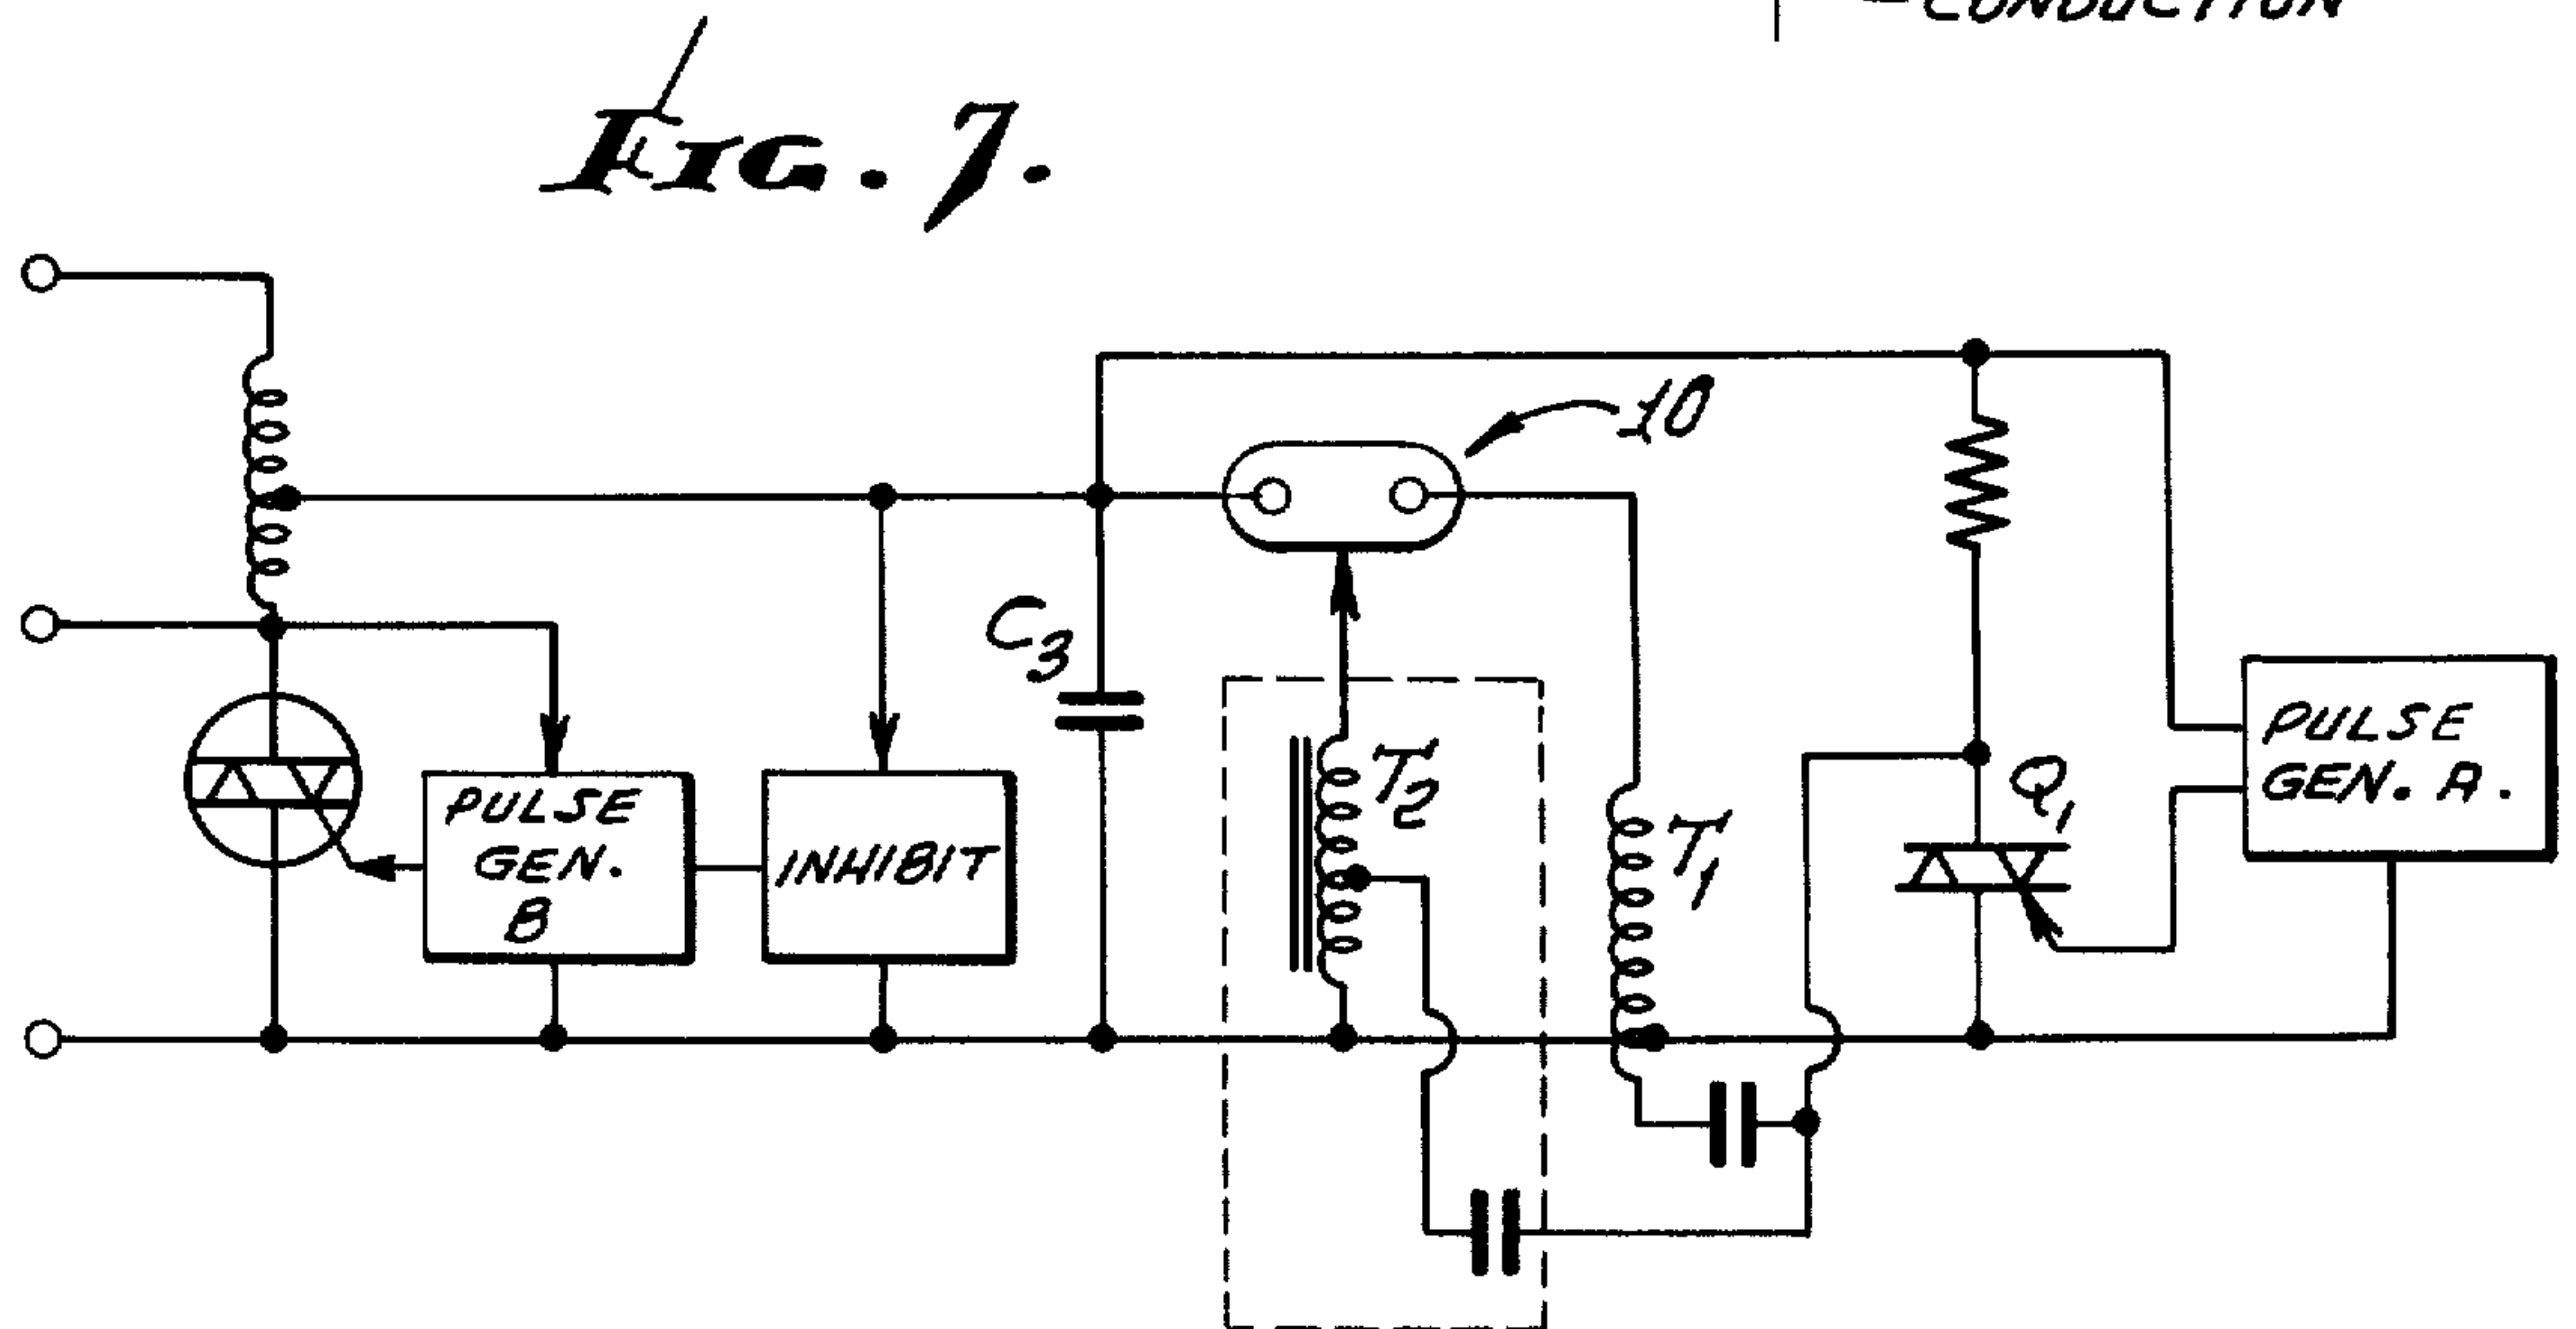 CONDUCTION
FIG. 7.
10
C3
T2
T1
Q1
PULSE
GEN. A.
PULSE
GEN.
B
INHIBIT